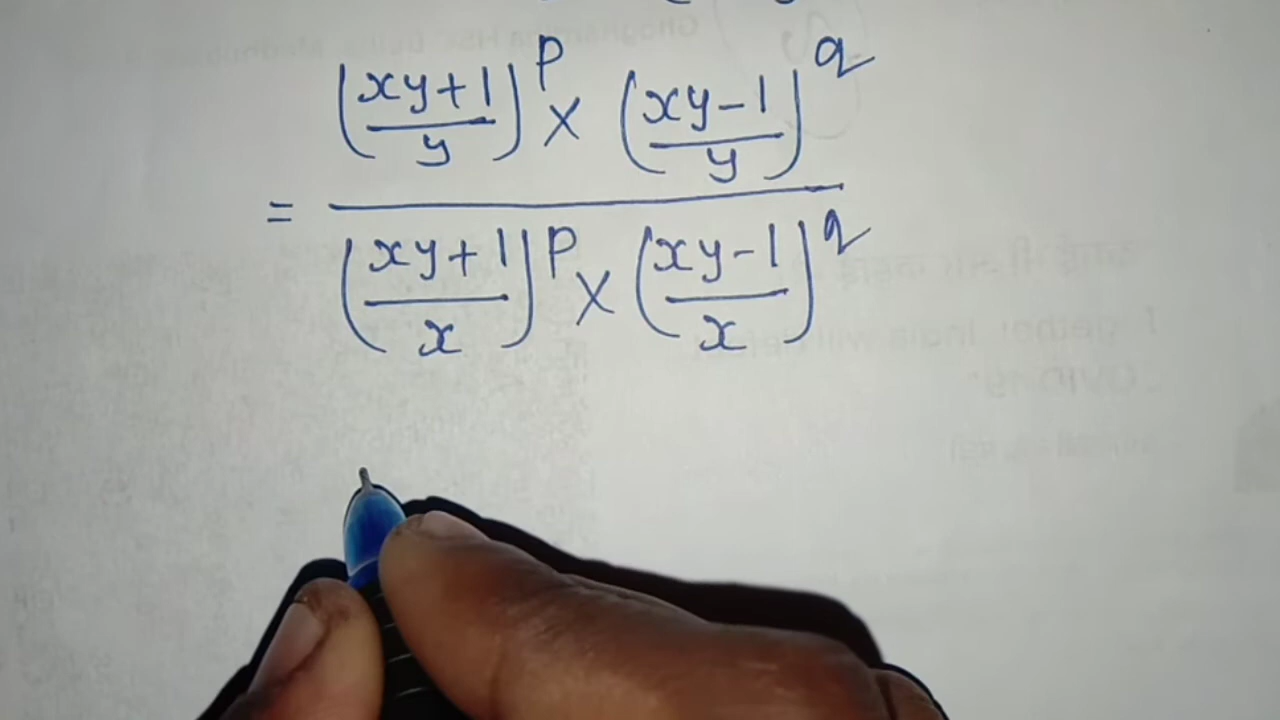 (xy+1/y)^p × (xy-1/y)^q
=
(xy+1/x)^p × (xy-1/x)^q